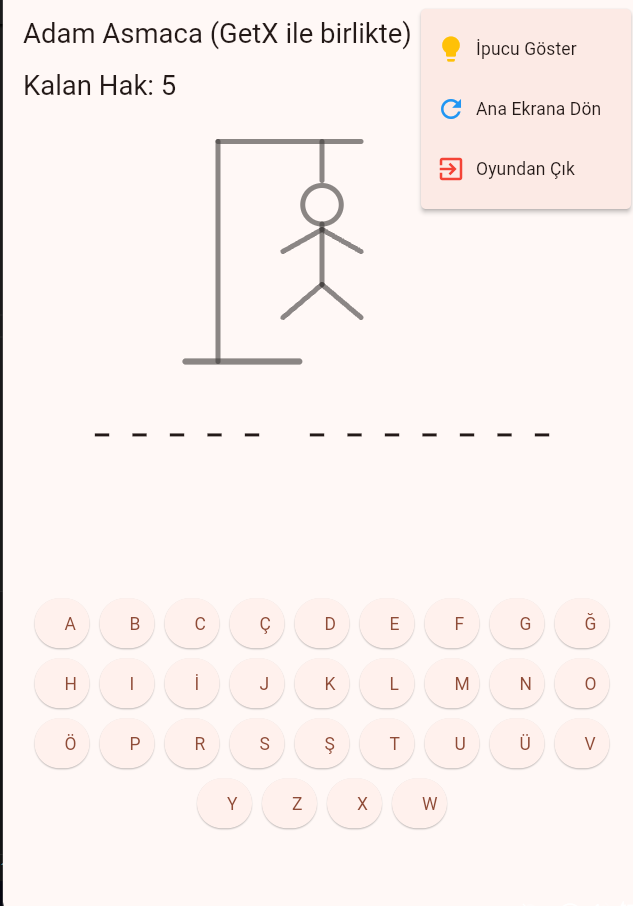 Adam Asmaca (GetX ile birlikte)
Kalan Hak: 5
İpucu Göster
Ana Ekrana Dön
Oyundan Çık
_ _ _ _ _  _ _ _ _ _ _ _
A B C Ç D E F G Ğ
H I İ J K L M N O
Ö P R S Ş T U Ü V
Y Z X W